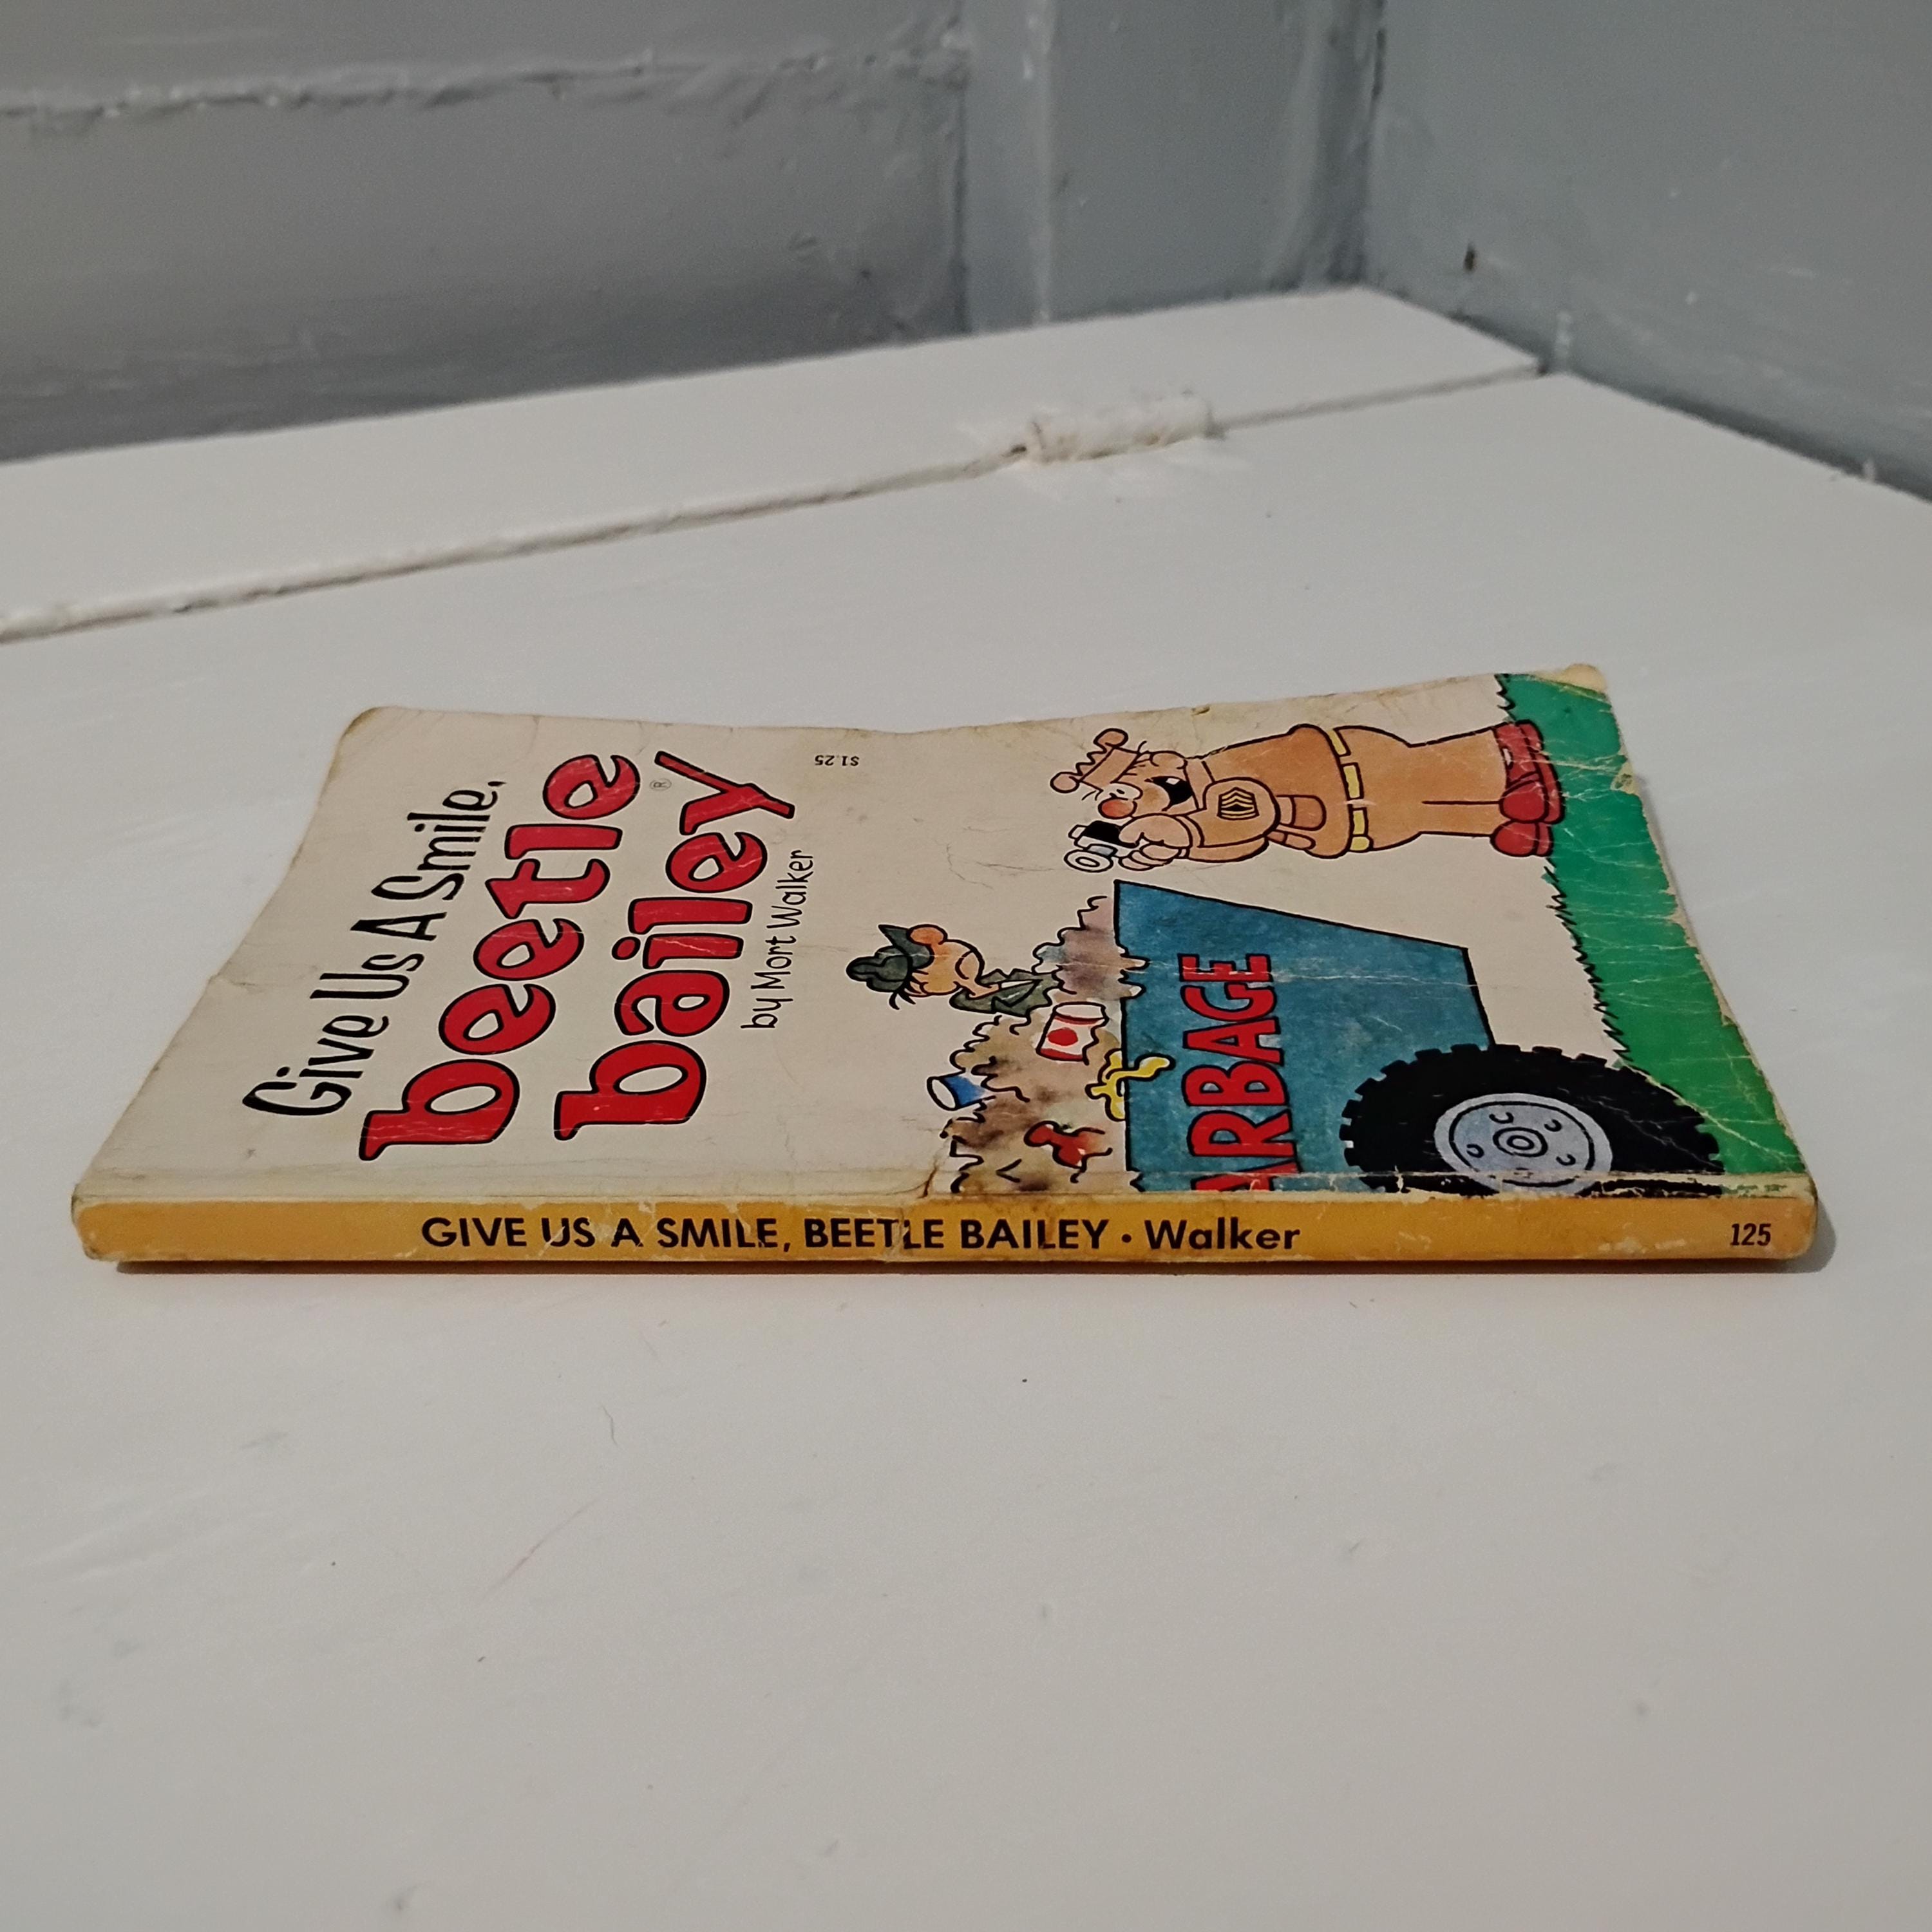 Give Us A Smile,
beetle
bailey®
by Mort Walker
$1.25
ARBAGE
GIVE US A SMILE, BEETLE BAILEY • Walker
125